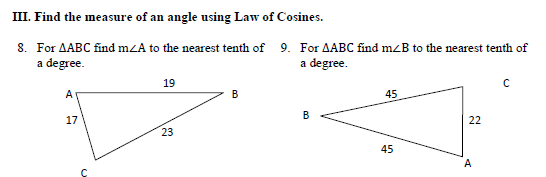 III. Find the measure of an angle using Law of Cosines.
8. For ΔABC find m∠A to the nearest tenth of
a degree.
19
A
B
17
23
C
9. For ΔABC find m∠B to the nearest tenth of
a degree.
C
45
B
22
45
A